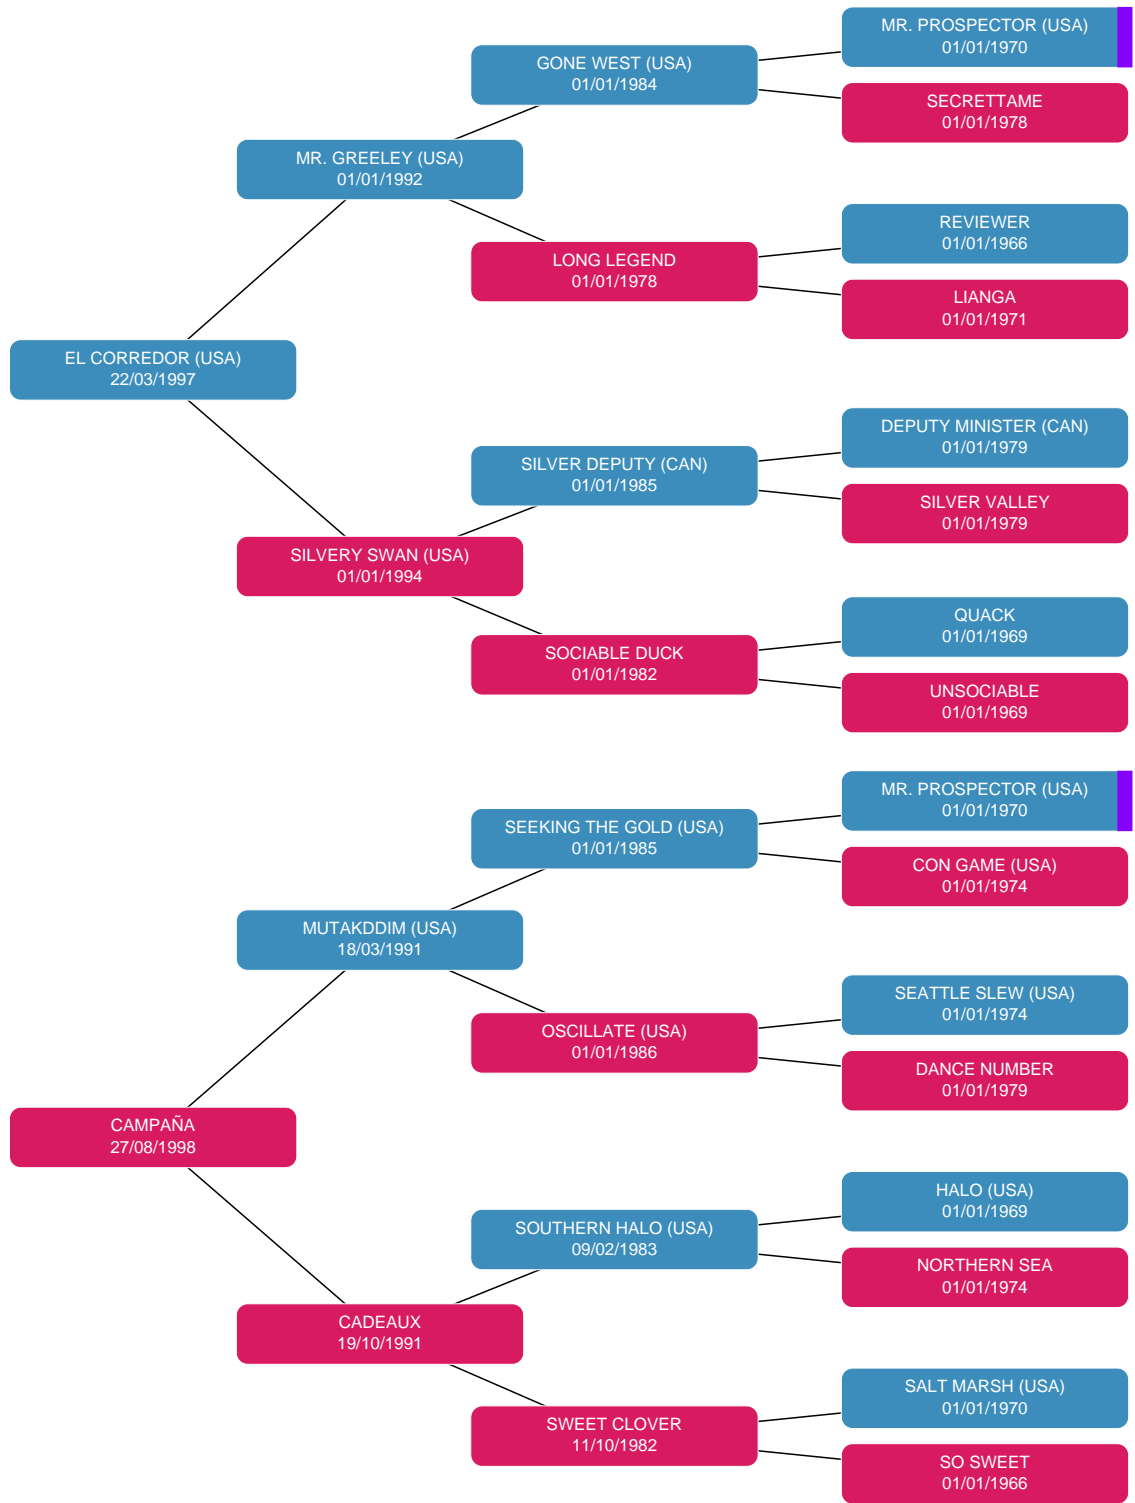 MR. PROSPECTOR (USA)
01/01/1970
GONE WEST (USA)
01/01/1984
SECRETTAME
01/01/1978
MR. GREELEY (USA)
01/01/1992
REVIEWER
01/01/1966
LONG LEGEND
01/01/1978
LIANGA
01/01/1971
EL CORREDOR (USA)
22/03/1997
DEPUTY MINISTER (CAN)
01/01/1979
SILVER DEPUTY (CAN)
01/01/1985
SILVER VALLEY
01/01/1979
SILVERY SWAN (USA)
01/01/1994
QUACK
01/01/1969
SOCIABLE DUCK
01/01/1982
UNSOCIABLE
01/01/1969
MR. PROSPECTOR (USA)
01/01/1970
SEEKING THE GOLD (USA)
01/01/1985
CON GAME (USA)
01/01/1974
MUTAKDDIM (USA)
18/03/1991
SEATTLE SLEW (USA)
01/01/1974
OSCILLATE (USA)
01/01/1986
DANCE NUMBER
01/01/1979
CAMPAÑA
27/08/1998
HALO (USA)
01/01/1969
SOUTHERN HALO (USA)
09/02/1983
NORTHERN SEA
01/01/1974
CADEAUX
19/10/1991
SALT MARSH (USA)
01/01/1970
SWEET CLOVER
11/10/1982
SO SWEET
01/01/1966